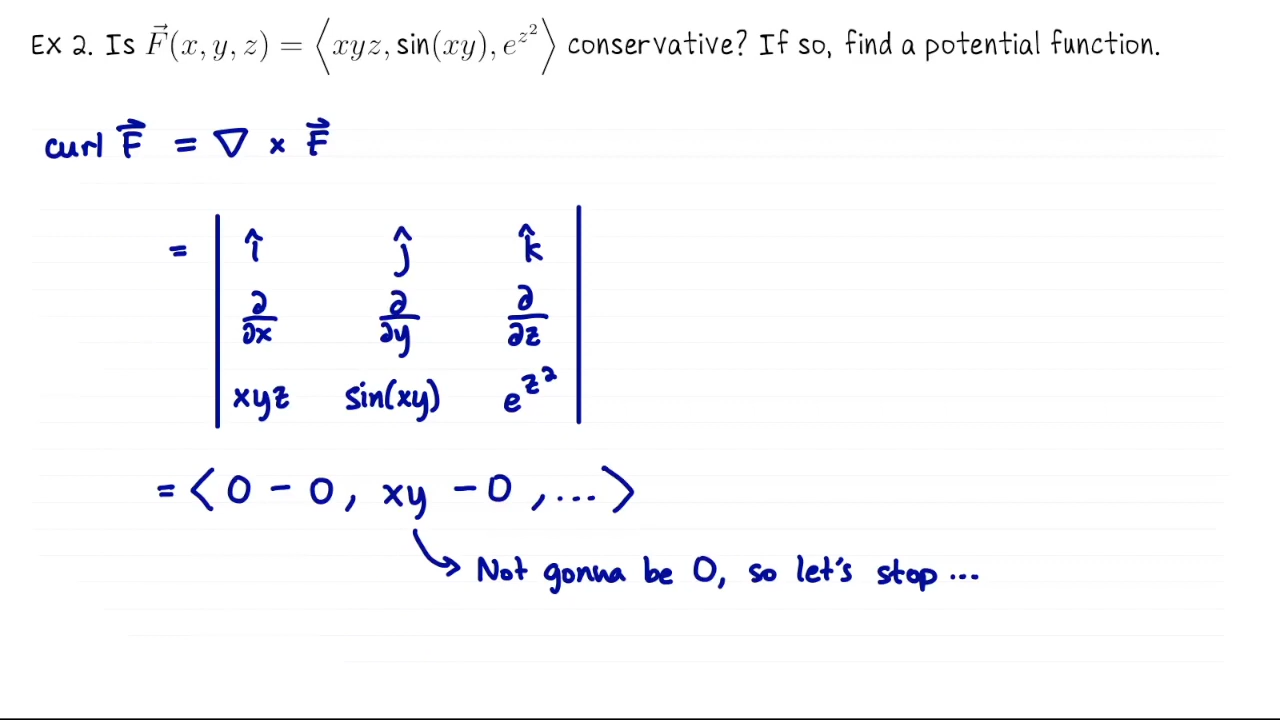 Ex 2. Is F⃗(x, y, z) = ⟨xyz, sin(xy), e^{z²}⟩ conservative? If so, find a potential function.
curl F⃗ = ∇ × F⃗
= | î ĵ k̂ |
∂/∂x ∂/∂y ∂/∂z
xyz sin(xy) e^{z²}
= ⟨0 - 0, xy - 0, ...⟩
Not gonna be 0, so let's stop ...